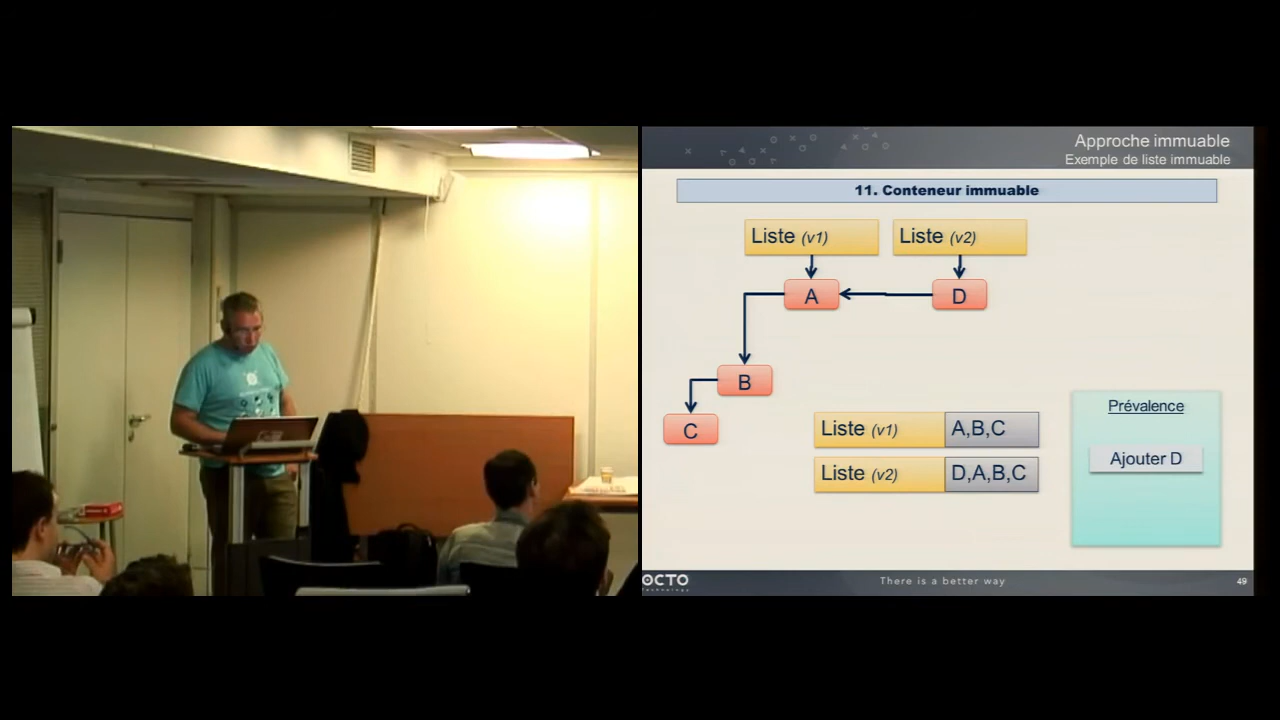 Approche immuable
Exemple de liste immuable
11. Conteneur immuable
Liste (v1)
Liste (v2)
A
D
B
C
Liste (v1)
A,B,C
Liste (v2)
D,A,B,C
Prévalence
Ajouter D
OCTO
Technology
There is a better way
49